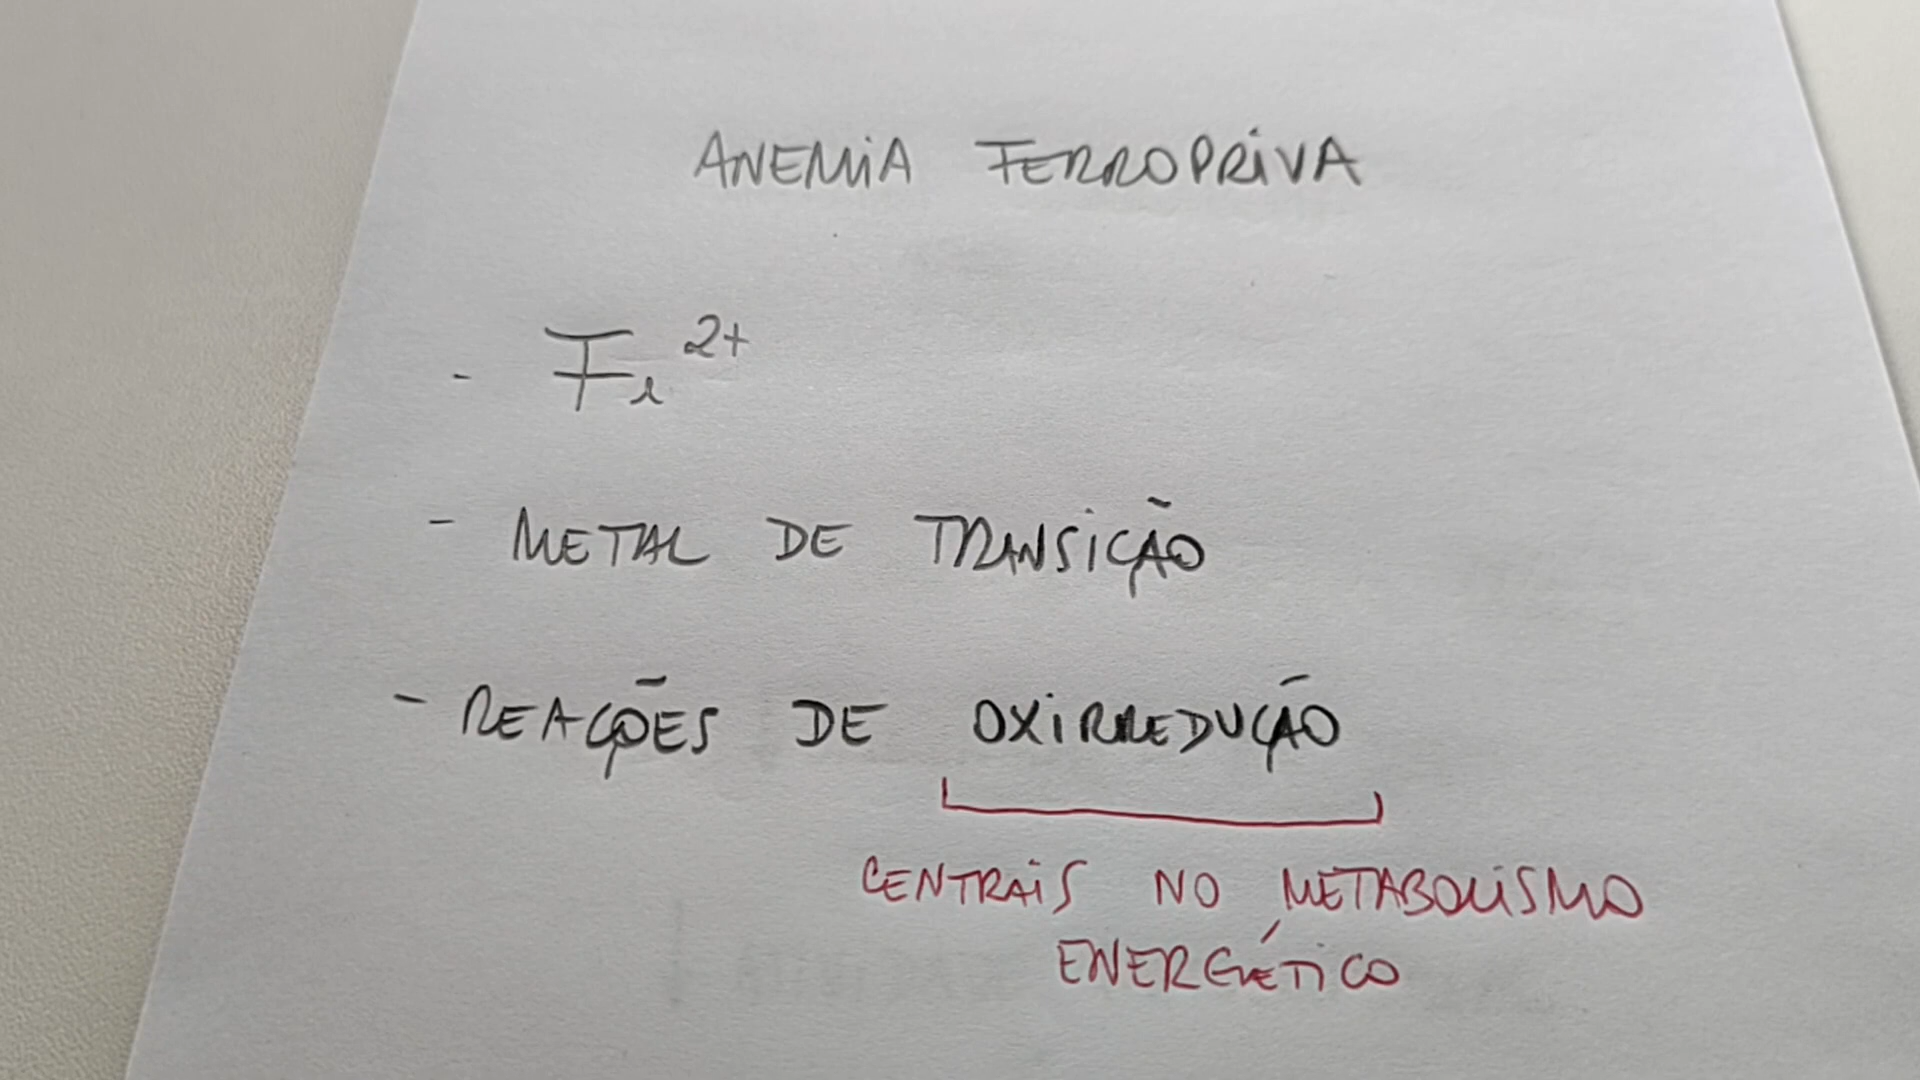 ANEMIA FERROPRIVA
- Fe 2+
- METAL DE TRANSIÇÃO
- REAÇÕES DE OXIRREDUÇÃO
CENTRAIS NO METABOLISMO
ENERGÉTICO